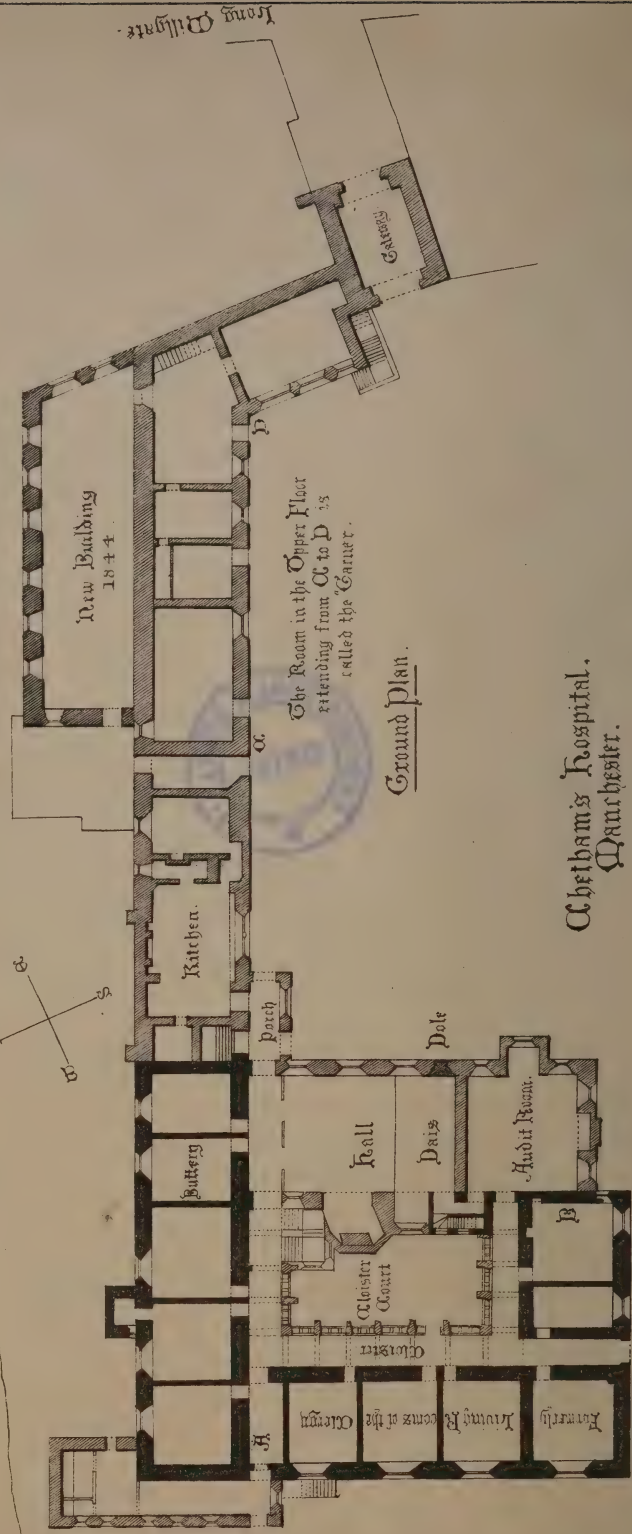 Long Millgate.
Gateway
New Building
1844.
D
The Room in the Upper Floor
extending from C to D is
called the "Garner".
C
Ground Plan.
Kitchen.
Porch
E
S
W
Buttery
Hall
Dais
Dole
Audit Room.
Cloister
Court
Cloister
A
B
Formerly
Living Rooms of the
Clergy
Chetham's Hospital.
Manchester.